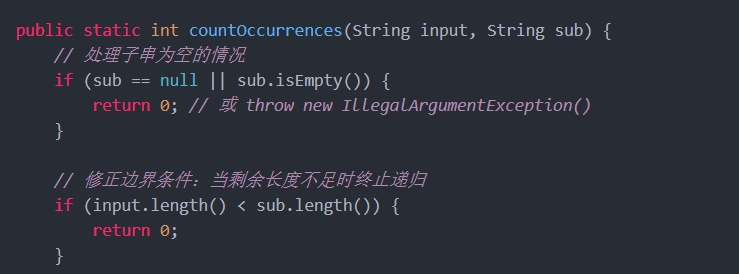 public static int countOccurrences(String input, String sub) {
// 处理子串为空的情况
if (sub == null || sub.isEmpty()) {
return 0; // 或 throw new IllegalArgumentException()
}
// 修正边界条件：当剩余长度不足时终止递归
if (input.length() < sub.length()) {
return 0;
}